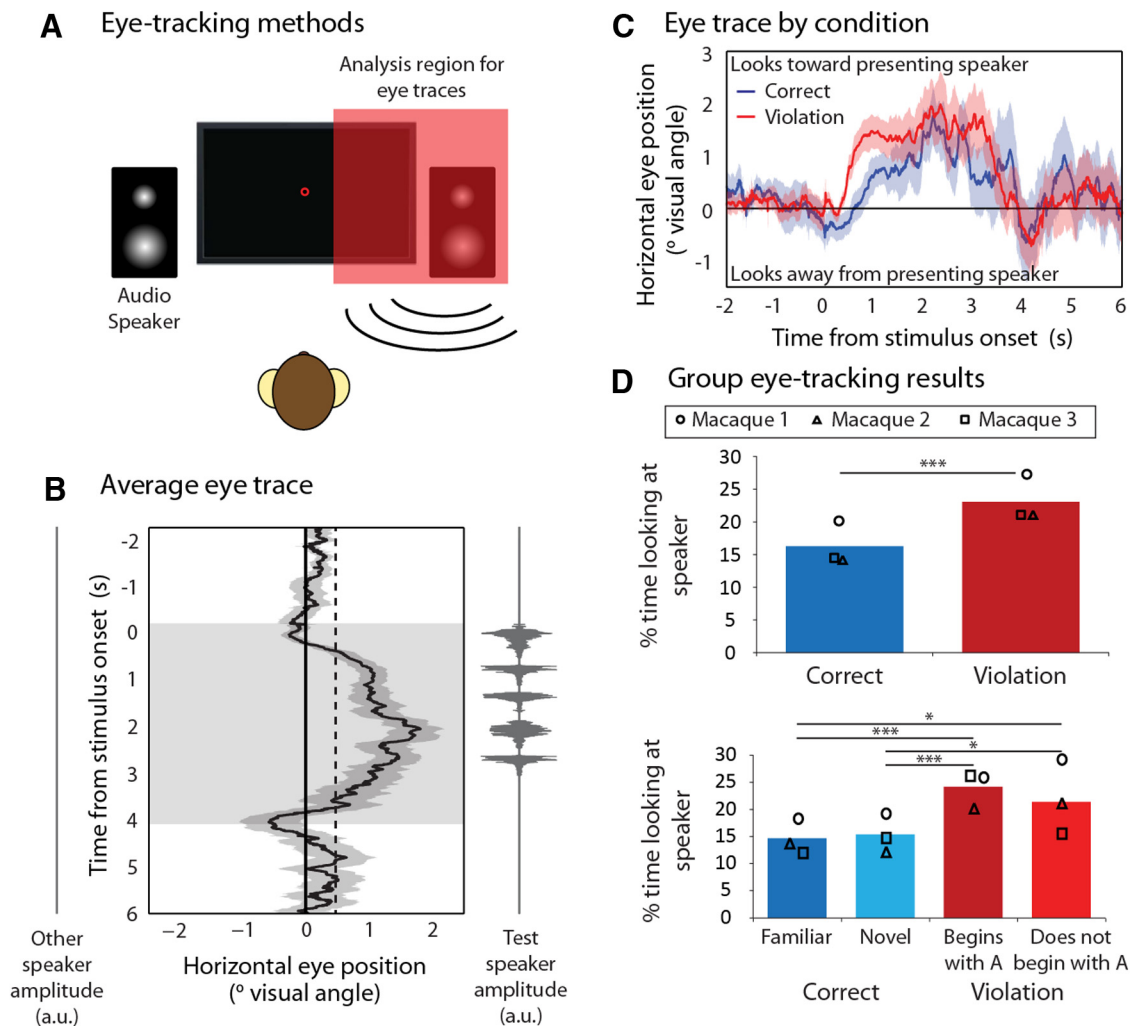 A Eye-tracking methods
Analysis region for
eye traces
Audio
Speaker
B Average eye trace
Time from stimulus onset (s)
-2
-1
0
1
2
3
4
5
6
−2 −1 0 1 2
Horizontal eye position
(° visual angle)
Other
speaker
amplitude
(a.u.)
Test
speaker
amplitude
(a.u.)
C Eye trace by condition
Horizontal eye position
(° visual angle)
3
2
1
0
-1
Looks toward presenting speaker
Correct
Violation
Looks away from presenting speaker
-2 -1 0 1 2 3 4 5 6
Time from stimulus onset (s)
D Group eye-tracking results
Macaque 1 Macaque 2 Macaque 3
% time looking at
speaker
30
25
20
15
10
5
0
***
Correct Violation
% time looking at
speaker
30
25
20
15
10
5
0
*
***
*
***
Familiar Novel Begins Does not
with A begin with A
Correct Violation